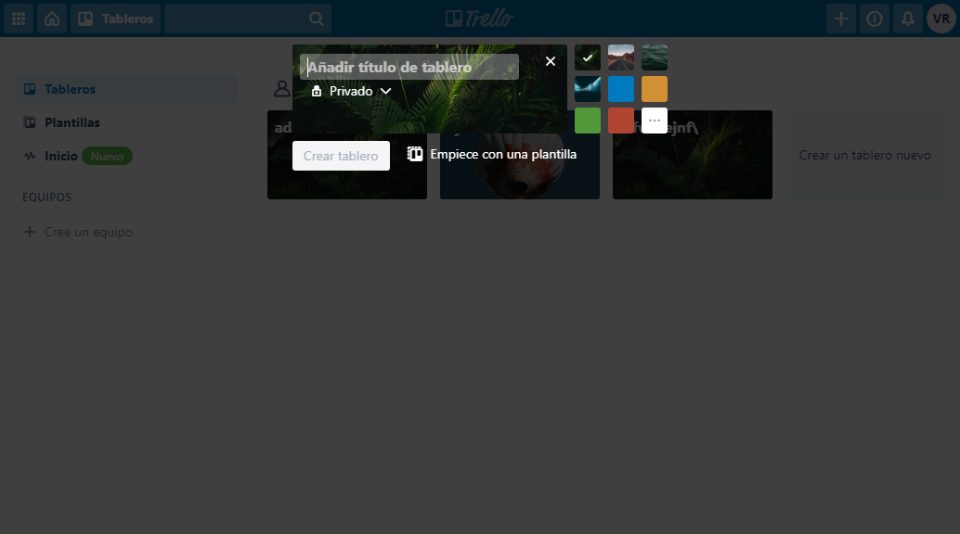 Tableros
Trello
VR
Añadir título de tablero
Privado
Tableros
Plantillas
Inicio Nuevo
ad
ejnf\
Crear tablero
Empiece con una plantilla
Crear un tablero nuevo
EQUIPOS
Cree un equipo